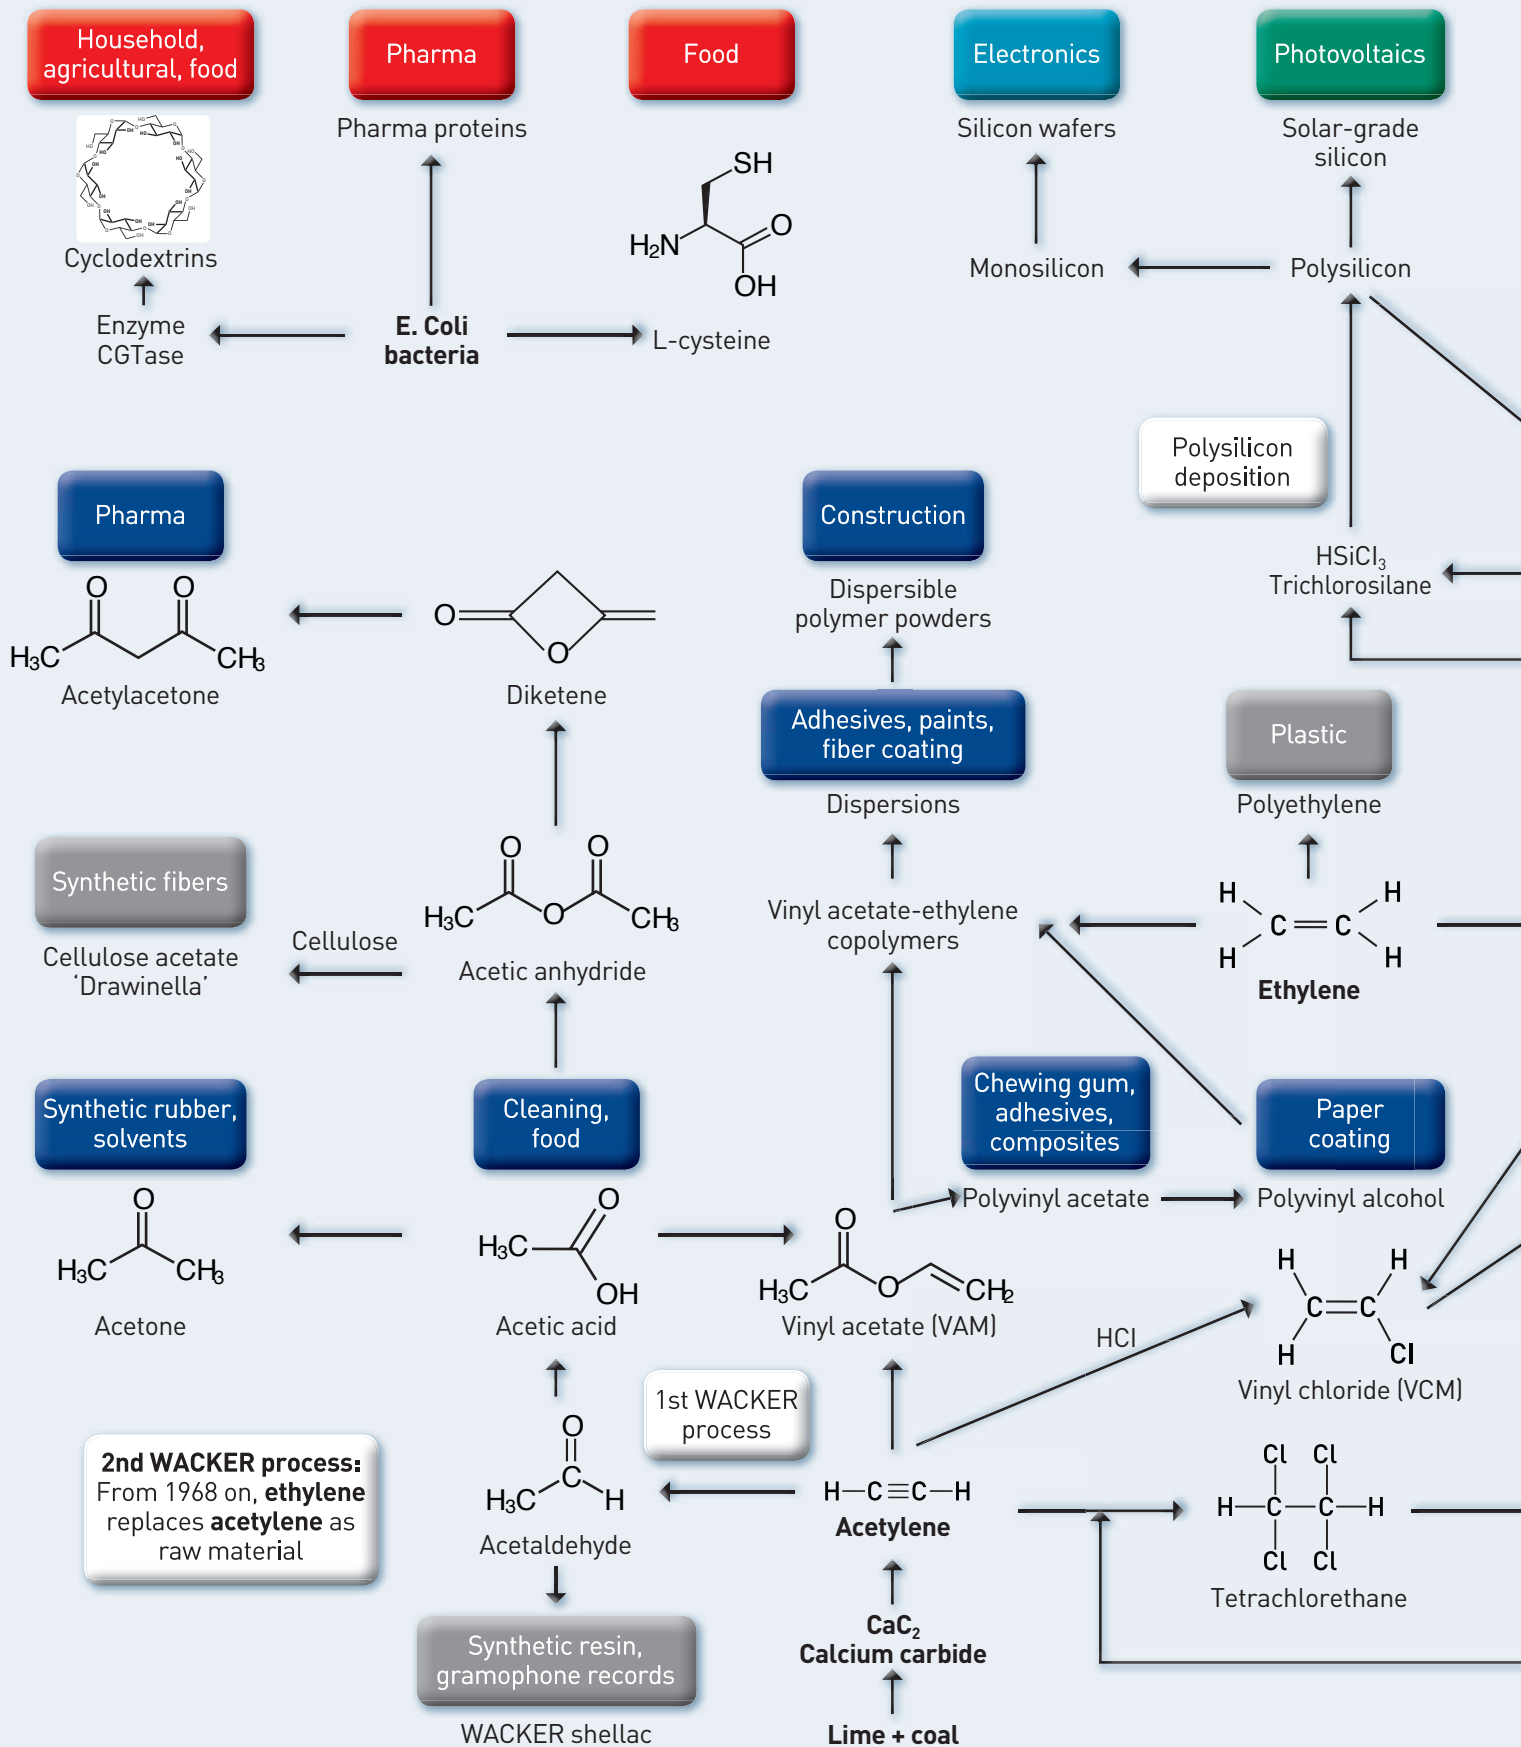 Household,
agricultural, food
Pharma
Food
Electronics
Photovoltaics
Pharma proteins
Silicon wafers
Solar-grade
silicon
SH
H₂N
O
OH
Cyclodextrins
Monosilicon
Polysilicon
Enzyme
CGTase
E. Coli
bacteria
L-cysteine
Polysilicon
deposition
Pharma
Construction
HSiCl₃
Trichlorosilane
O O
H₃C CH₃
Acetylacetone
O
O
Diketene
Dispersible
polymer powders
Adhesives, paints,
fiber coating
Plastic
Dispersions
Polyethylene
Synthetic fibers
O O
H₃C O CH₃
Cellulose
Cellulose acetate
‘Drawinella’
Acetic anhydride
Vinyl acetate-ethylene
copolymers
H H
C C
H H
Ethylene
Synthetic rubber,
solvents
Cleaning,
food
Chewing gum,
adhesives,
composites
Paper
coating
Polyvinyl acetate
Polyvinyl alcohol
O
H₃C CH₃
Acetone
O
H₃C
OH
Acetic acid
O
H₃C O CH₂
Vinyl acetate (VAM)
HCl
H H
C C
H Cl
Vinyl chloride (VCM)
1st WACKER
process
2nd WACKER process:
From 1968 on, ethylene
replaces acetylene as
raw material
O
C
H₃C H
Acetaldehyde
H C C H
Acetylene
Cl Cl
H C C H
Cl Cl
Tetrachlorethane
CaC₂
Calcium carbide
Synthetic resin,
gramophone records
WACKER shellac
Lime + coal